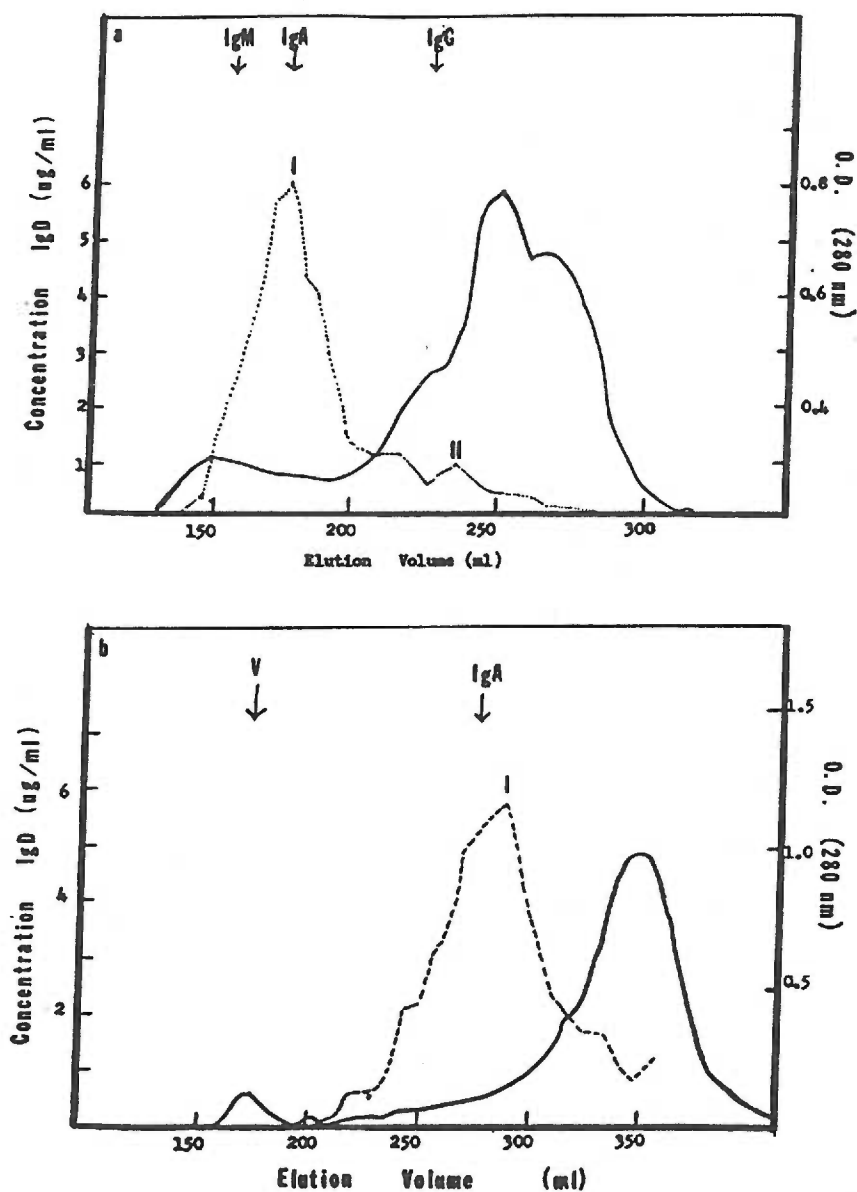 a
IgM IgA IgG
I
II
Concentration IgD (ug/ml)
6
5
4
3
2
1
O.D. (280 nm)
0.8
0.6
0.4
150 200 250 300
Elution Volume (ml)
b
V IgA
I
Concentration IgD (ug/ml)
6
4
2
O.D. (280 nm)
1.5
1.0
0.5
150 200 250 300 350
Elution Volume (ml)